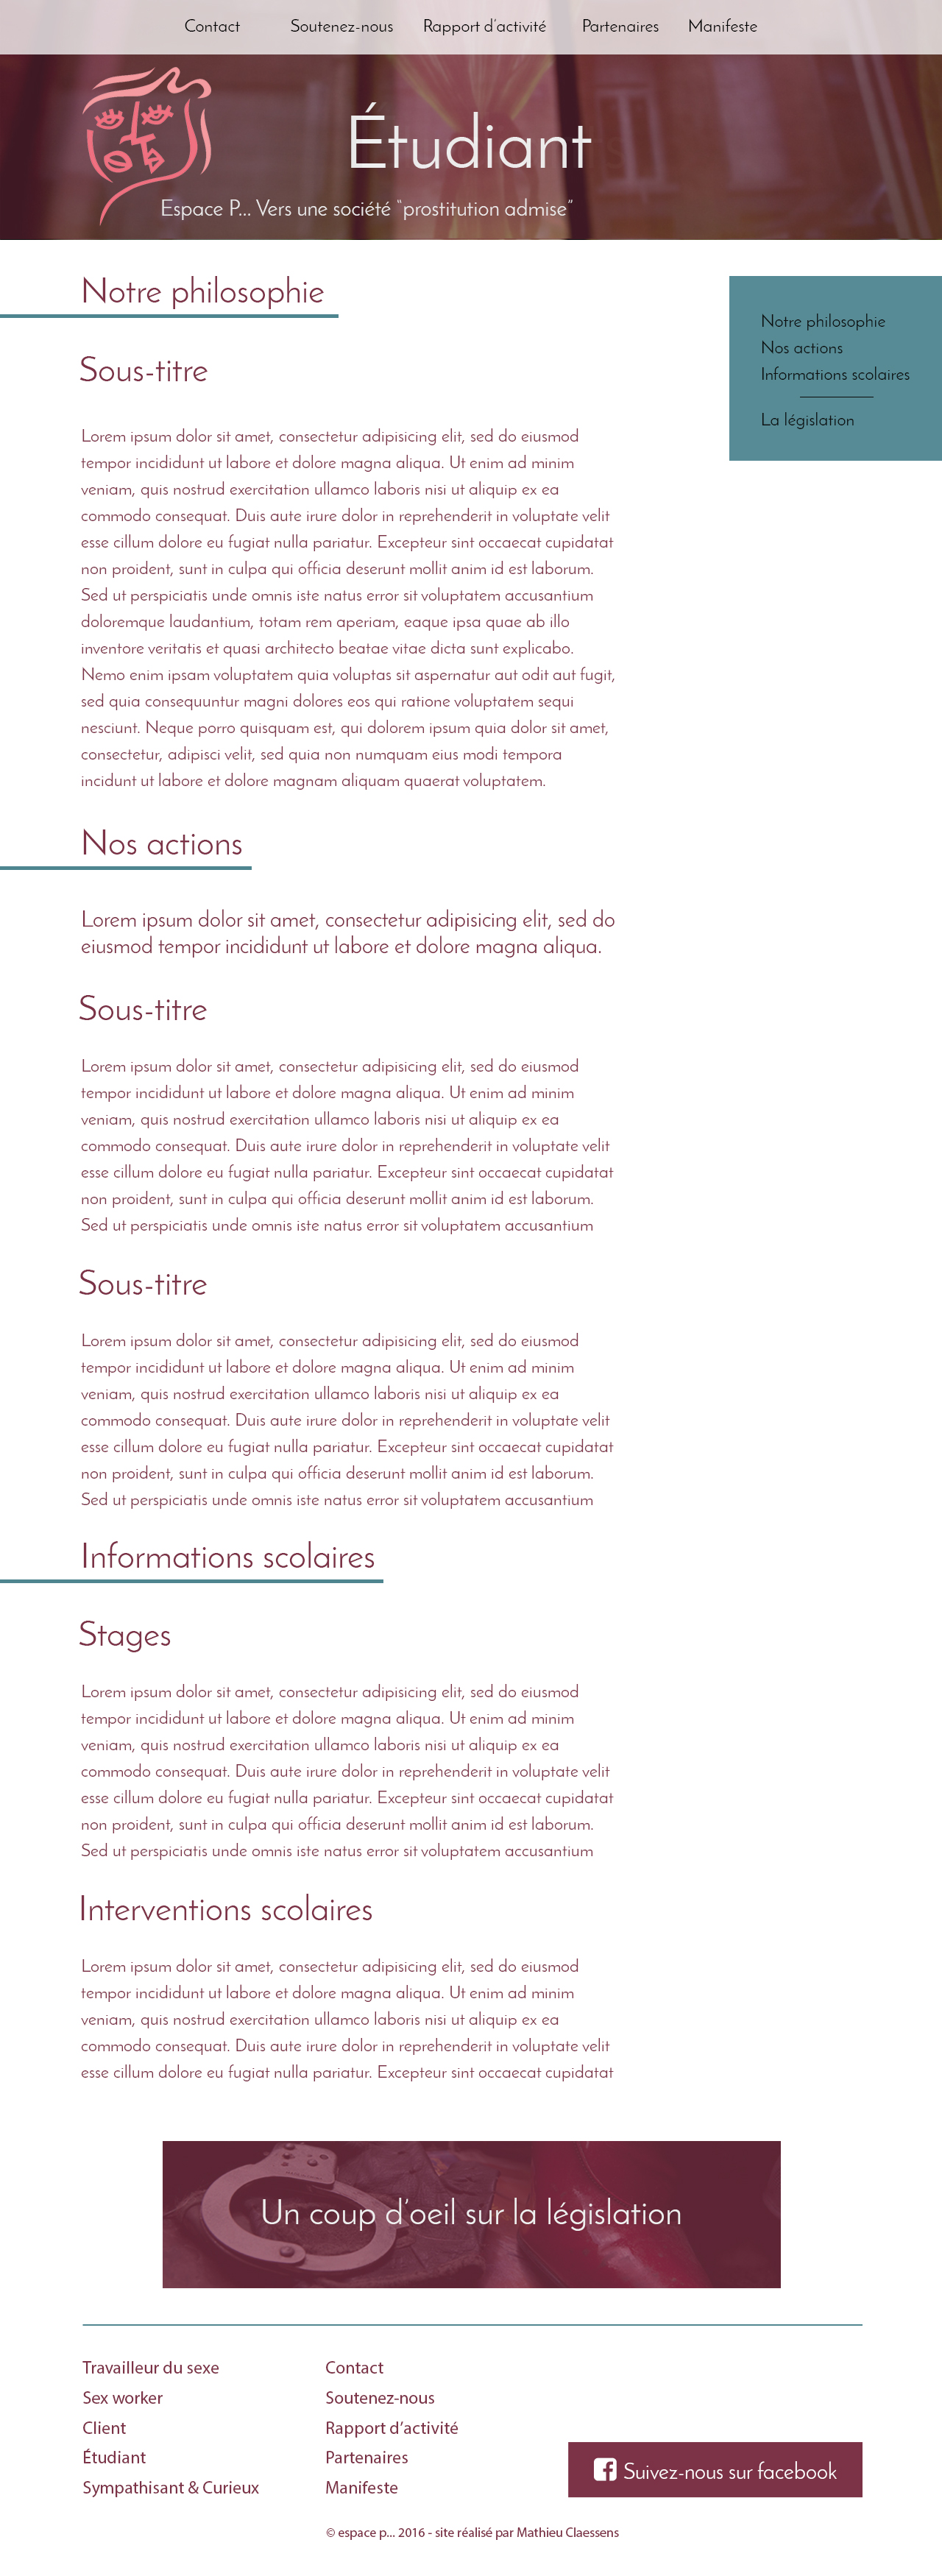 Contact Soutenez-nous Rapport d'activité Partenaires Manifeste
Étudiant
Espace P... Vers une société "prostitution admise"
Notre philosophie
Sous-titre
Lorem ipsum dolor sit amet, consectetur adipisicing elit, sed do eiusmod
tempor incididunt ut labore et dolore magna aliqua. Ut enim ad minim
veniam, quis nostrud exercitation ullamco laboris nisi ut aliquip ex ea
commodo consequat. Duis aute irure dolor in reprehenderit in voluptate velit
esse cillum dolore eu fugiat nulla pariatur. Excepteur sint occaecat cupidatat
non proident, sunt in culpa qui officia deserunt mollit anim id est laborum.
Sed ut perspiciatis unde omnis iste natus error sit voluptatem accusantium
doloremque laudantium, totam rem aperiam, eaque ipsa quae ab illo
inventore veritatis et quasi architecto beatae vitae dicta sunt explicabo.
Nemo enim ipsam voluptatem quia voluptas sit aspernatur aut odit aut fugit,
sed quia consequuntur magni dolores eos qui ratione voluptatem sequi
nesciunt. Neque porro quisquam est, qui dolorem ipsum quia dolor sit amet,
consectetur, adipisci velit, sed quia non numquam eius modi tempora
incidunt ut labore et dolore magnam aliquam quaerat voluptatem.
Notre philosophie
Nos actions
Informations scolaires
La législation
Nos actions
Lorem ipsum dolor sit amet, consectetur adipisicing elit, sed do
eiusmod tempor incididunt ut labore et dolore magna aliqua.
Sous-titre
Lorem ipsum dolor sit amet, consectetur adipisicing elit, sed do eiusmod
tempor incididunt ut labore et dolore magna aliqua. Ut enim ad minim
veniam, quis nostrud exercitation ullamco laboris nisi ut aliquip ex ea
commodo consequat. Duis aute irure dolor in reprehenderit in voluptate velit
esse cillum dolore eu fugiat nulla pariatur. Excepteur sint occaecat cupidatat
non proident, sunt in culpa qui officia deserunt mollit anim id est laborum.
Sed ut perspiciatis unde omnis iste natus error sit voluptatem accusantium
Sous-titre
Lorem ipsum dolor sit amet, consectetur adipisicing elit, sed do eiusmod
tempor incididunt ut labore et dolore magna aliqua. Ut enim ad minim
veniam, quis nostrud exercitation ullamco laboris nisi ut aliquip ex ea
commodo consequat. Duis aute irure dolor in reprehenderit in voluptate velit
esse cillum dolore eu fugiat nulla pariatur. Excepteur sint occaecat cupidatat
non proident, sunt in culpa qui officia deserunt mollit anim id est laborum.
Sed ut perspiciatis unde omnis iste natus error sit voluptatem accusantium
Informations scolaires
Stages
Lorem ipsum dolor sit amet, consectetur adipisicing elit, sed do eiusmod
tempor incididunt ut labore et dolore magna aliqua. Ut enim ad minim
veniam, quis nostrud exercitation ullamco laboris nisi ut aliquip ex ea
commodo consequat. Duis aute irure dolor in reprehenderit in voluptate velit
esse cillum dolore eu fugiat nulla pariatur. Excepteur sint occaecat cupidatat
non proident, sunt in culpa qui officia deserunt mollit anim id est laborum.
Sed ut perspiciatis unde omnis iste natus error sit voluptatem accusantium
Interventions scolaires
Lorem ipsum dolor sit amet, consectetur adipisicing elit, sed do eiusmod
tempor incididunt ut labore et dolore magna aliqua. Ut enim ad minim
veniam, quis nostrud exercitation ullamco laboris nisi ut aliquip ex ea
commodo consequat. Duis aute irure dolor in reprehenderit in voluptate velit
esse cillum dolore eu fugiat nulla pariatur. Excepteur sint occaecat cupidatat
Un coup d'oeil sur la législation
Travailleur du sexe
Sex worker
Client
Étudiant
Sympathisant & Curieux
Contact
Soutenez-nous
Rapport d'activité
Partenaires
Manifeste
Suivez-nous sur facebook
© espace p... 2016 - site réalisé par Mathieu Claessens